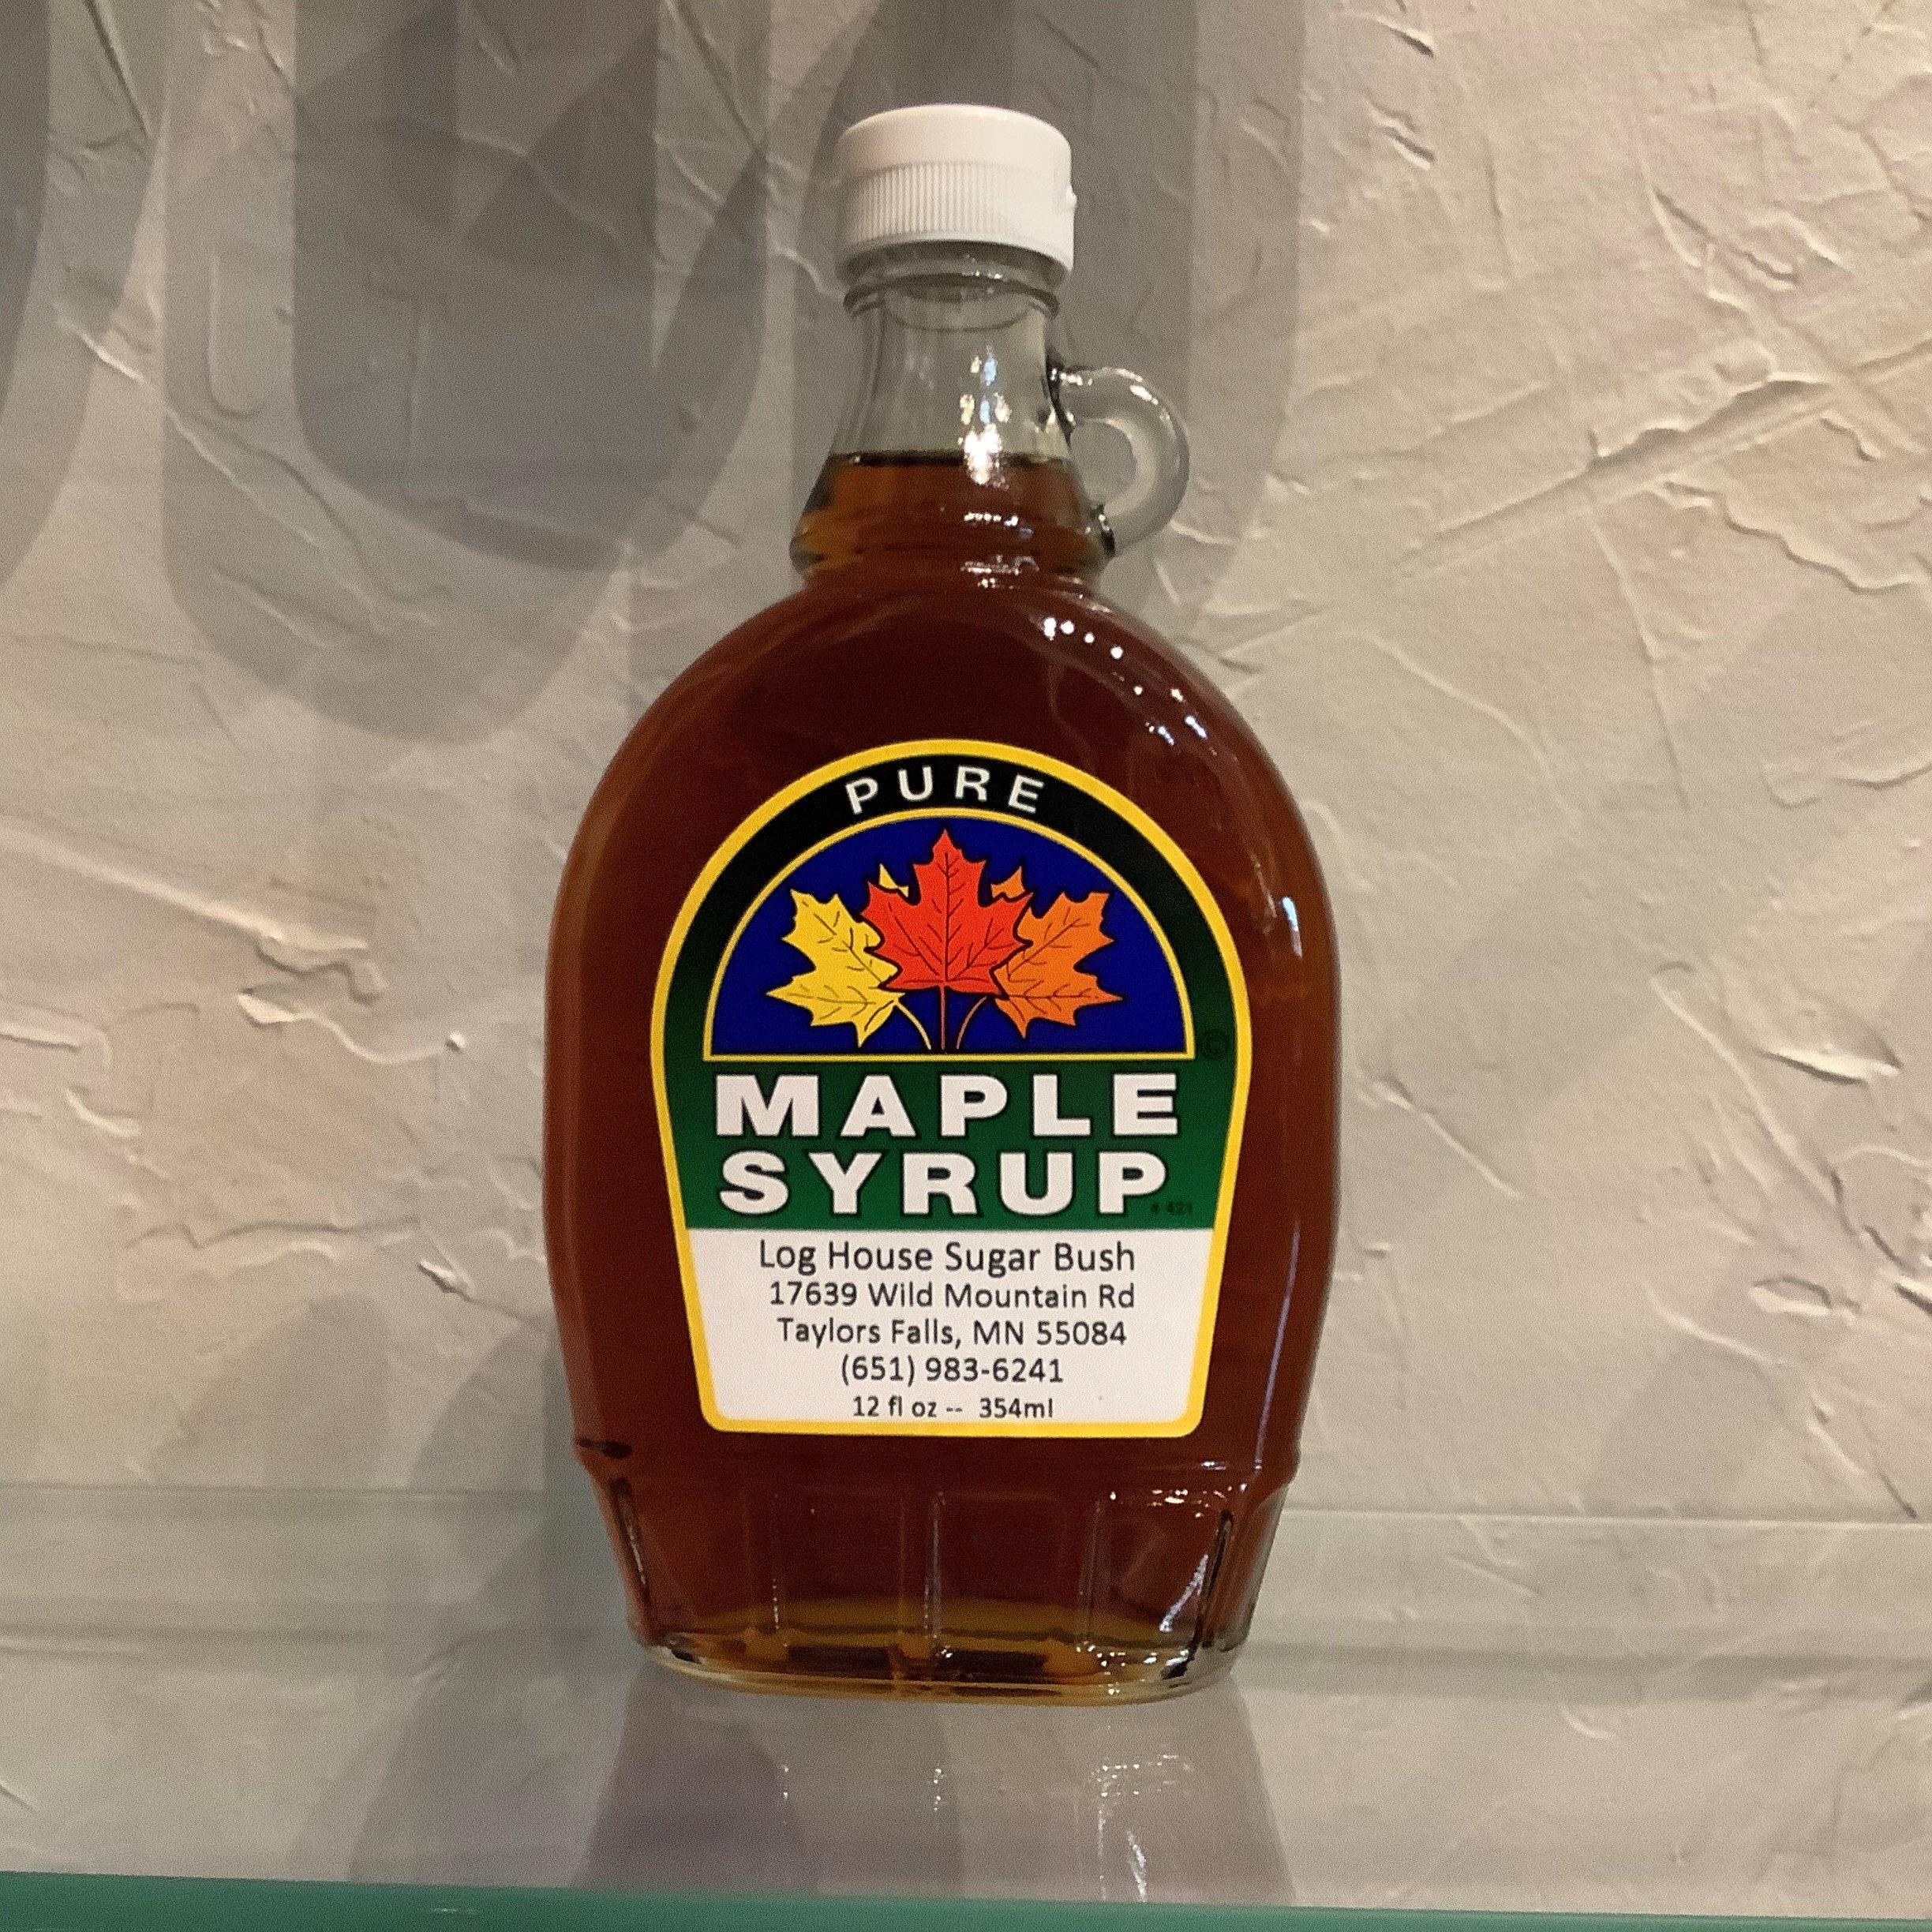 PURE
©
MAPLE
SYRUP
Log House Sugar Bush
17639 Wild Mountain Rd
Taylors Falls, MN 55084
(651) 983-6241
12 fl oz -- 354ml